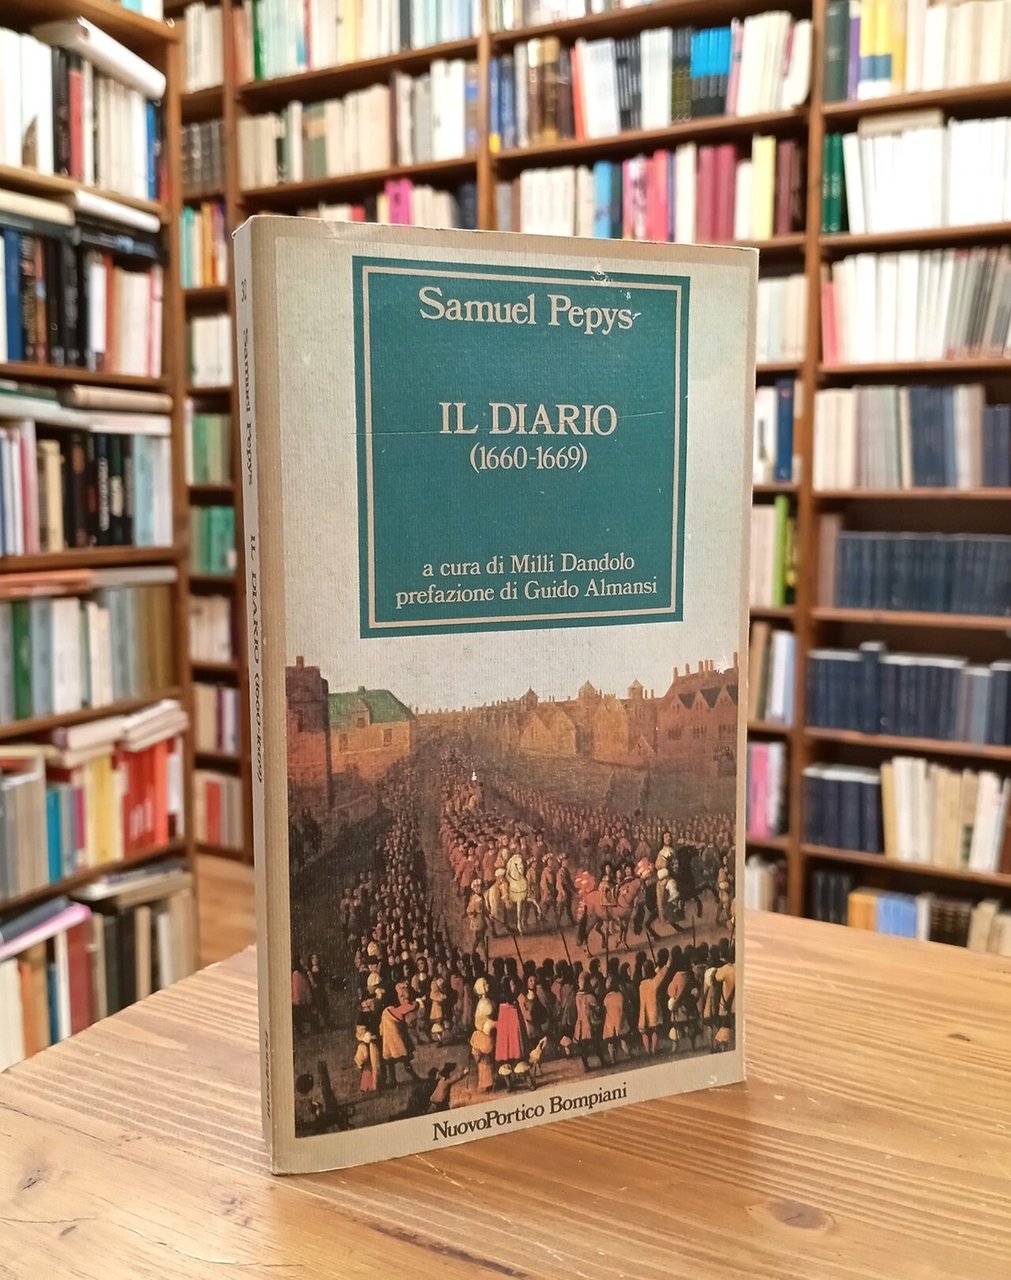 Samuel Pepys
IL DIARIO
(1660-1669)
a cura di Milli Dandolo
prefazione di Guido Almansi
NuovoPortico Bompiani
Samuel Pepys IL DIARIO (1660-1669)